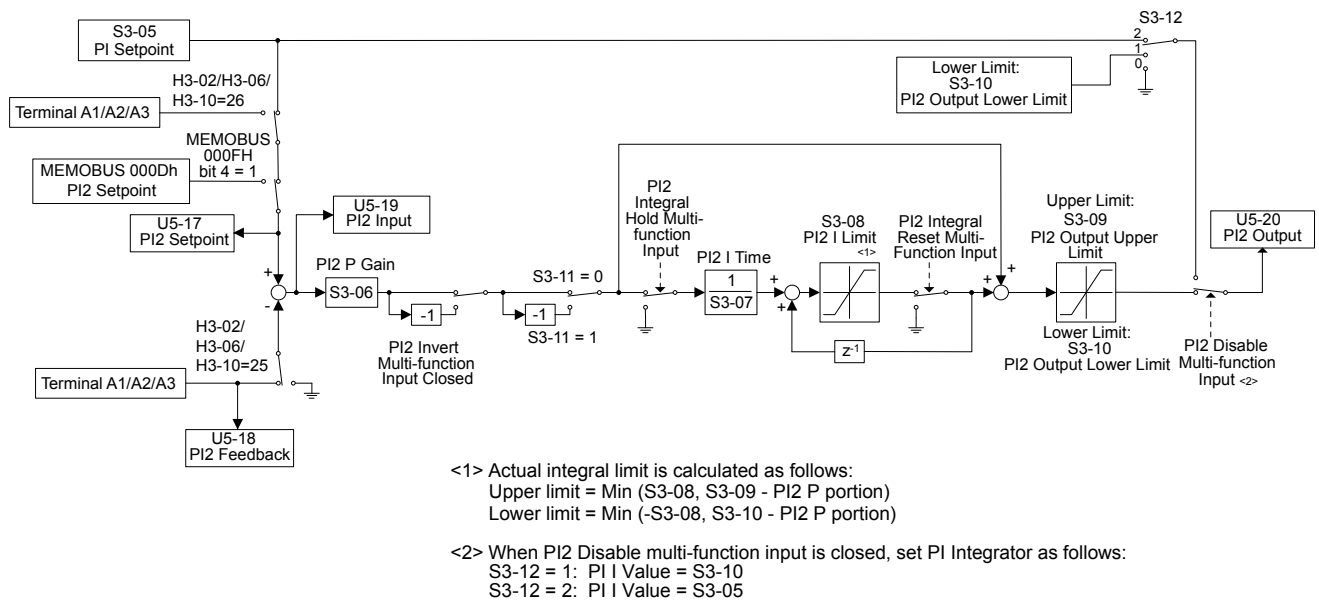 S3-05
PI Setpoint
S3-12
2
1
0
Lower Limit:
S3-10
PI2 Output Lower Limit
H3-02/H3-06/
H3-10=26
Terminal A1/A2/A3
MEMOBUS
000FH
bit 4 = 1
MEMOBUS 000Dh
PI2 Setpoint
U5-19
PI2 Input
U5-17
PI2 Setpoint
PI2
Integral
Hold Multi-
function
Input
S3-08
PI2 I Limit
<1>
PI2 Integral
Reset Multi-
Function Input
Upper Limit:
S3-09
PI2 Output Upper
Limit
U5-20
PI2 Output
+
-
PI2 P Gain
S3-06
-1
PI2 Invert
Multi-function
Input Closed
S3-11 = 0
-1
S3-11 = 1
PI2 I Time
1
S3-07
+
+
z-1
+
+
Lower Limit:
S3-10
PI2 Output Lower Limit
PI2 Disable
Multi-function
Input <2>
H3-02/
H3-06/
H3-10=25
Terminal A1/A2/A3
U5-18
PI2 Feedback
<1> Actual integral limit is calculated as follows:
Upper limit = Min (S3-08, S3-09 - PI2 P portion)
Lower limit = Min (-S3-08, S3-10 - PI2 P portion)
<2> When PI2 Disable multi-function input is closed, set PI Integrator as follows:
S3-12 = 1: PI I Value = S3-10
S3-12 = 2: PI I Value = S3-05